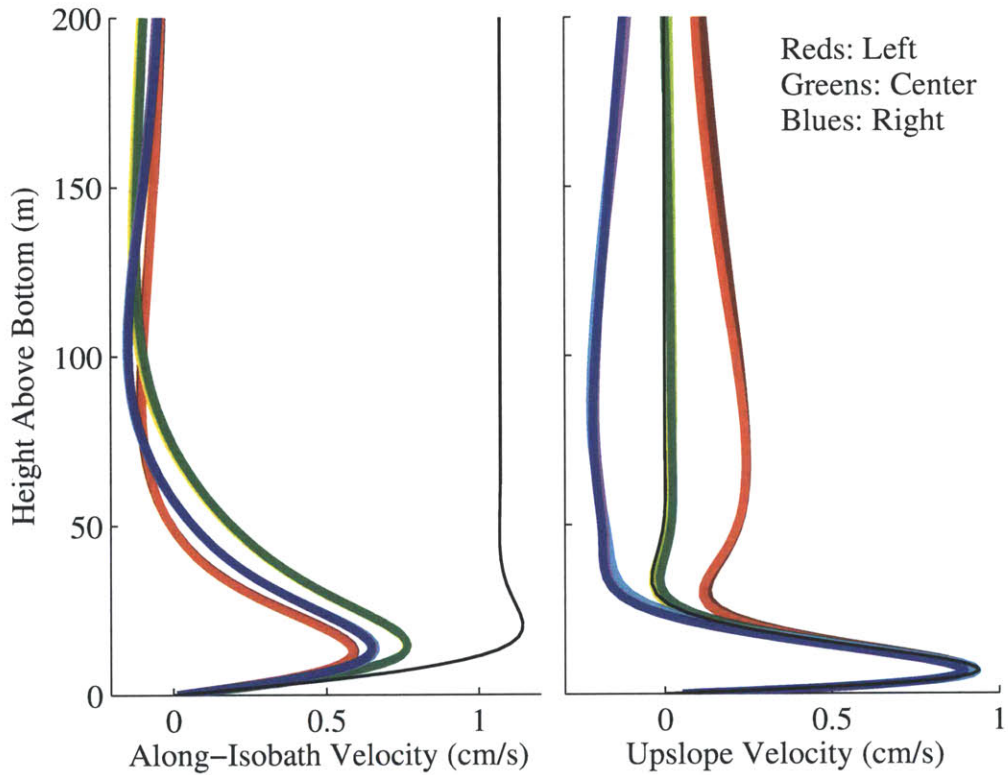 200
150
100
50
0
Height Above Bottom (m)
0
0.5
1
Along−Isobath Velocity (cm/s)
Reds: Left
Greens: Center
Blues: Right
0
0.5
1
Upslope Velocity (cm/s)